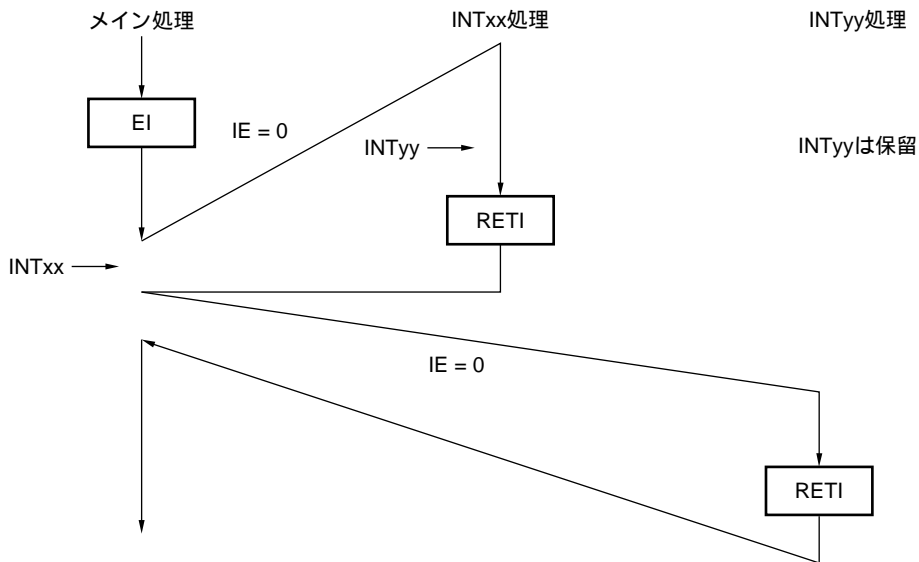 メイン処理
INTxx処理
INTyy処理
EI
IE = 0
INTyy
INTyyは保留
RETI
INTxx
IE = 0
RETI